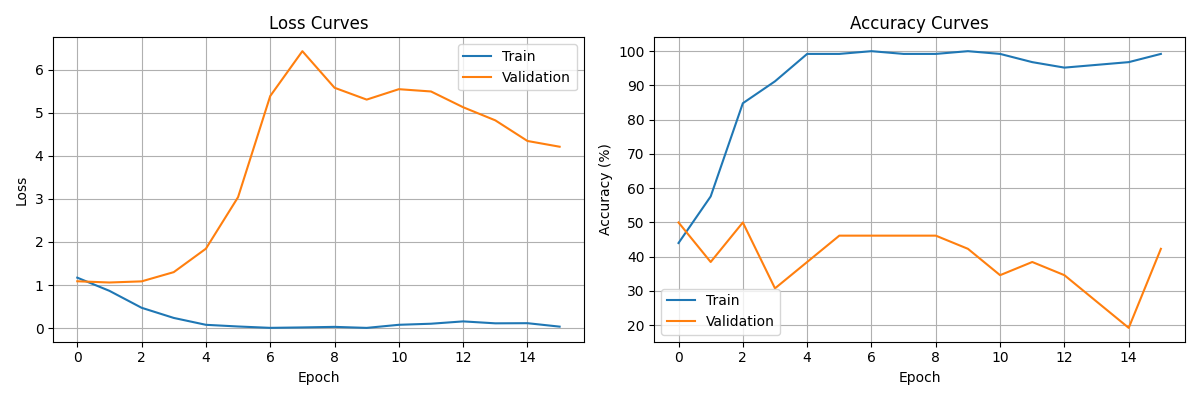 Loss Curves
Train
Validation
6
5
4
3
2
1
0
Loss
0 2 4 6 8 10 12 14
Epoch
Accuracy Curves
100
90
80
70
60
50
40
30
20
Accuracy (%)
Train
Validation
0 2 4 6 8 10 12 14
Epoch